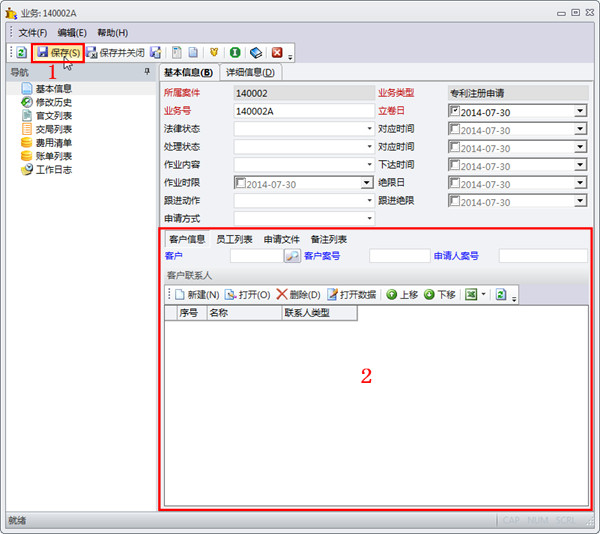 业务: 140002A
文件(F) 编辑(E) 帮助(H)
保存(S) 保存并关闭
1
导航
基本信息
修改历史
官文列表
交局列表
费用清单
账单列表
工作日志
基本信息(B) 详细信息(D)
所属案件 140002 业务类型 专利注册申请
业务号 140002A 立卷日 2014-07-30
法律状态 对应时间 2014-07-30
处理状态 对应时间 2014-07-30
作业内容 下达时间 2014-07-30
作业时限 2014-07-30 绝限日 2014-07-30
跟进动作 跟进绝限 2014-07-30
申请方式
客户信息 员工列表 申请文件 备注列表
客户 客户案号 申请人案号
客户联系人
新建(N) 打开(O) 删除(D) 打开数据 上移 下移
序号 名称 联系人类型
2
就绪 CAP NUM SCRL